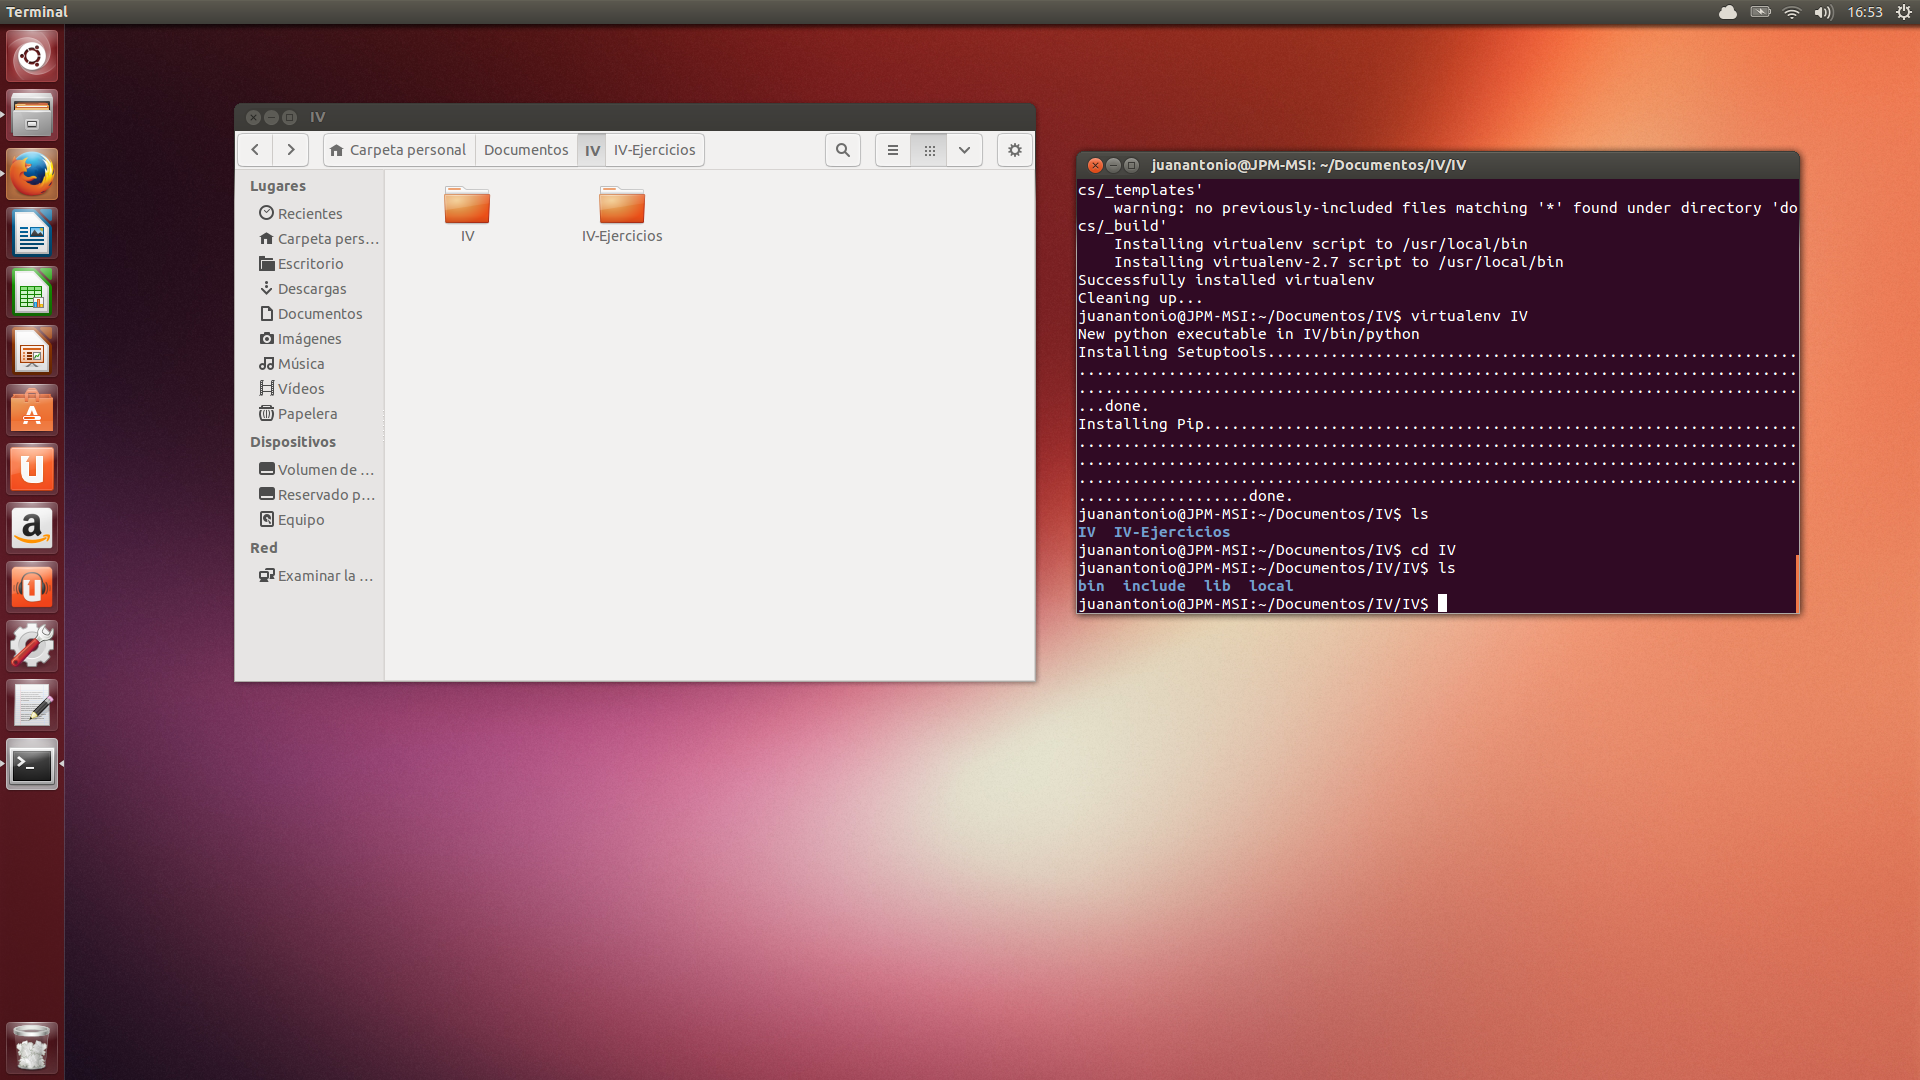 Terminal
16:53
IV
Carpeta personal
Documentos
IV
IV-Ejercicios
Lugares
Recientes
Carpeta pers...
Escritorio
Descargas
Documentos
Imágenes
Música
Vídeos
Papelera
Dispositivos
Volumen de ...
Reservado p...
Equipo
Red
Examinar la ...
IV
IV-Ejercicios
juanantonio@JPM-MSI: ~/Documentos/IV/IV
cs/_templates'
warning: no previously-included files matching '*' found under directory 'do
cs/_build'
Installing virtualenv script to /usr/local/bin
Installing virtualenv-2.7 script to /usr/local/bin
Successfully installed virtualenv
Cleaning up...
juanantonio@JPM-MSI:~/Documentos/IV$ virtualenv IV
New python executable in IV/bin/python
Installing Setuptools...........................................................
................................................................................
................................................................................
...done.
Installing Pip..................................................................
................................................................................
................................................................................
................................................................................
...................done.
juanantonio@JPM-MSI:~/Documentos/IV$ ls
IV  IV-Ejercicios
juanantonio@JPM-MSI:~/Documentos/IV$ cd IV
juanantonio@JPM-MSI:~/Documentos/IV/IV$ ls
bin  include  lib  local
juanantonio@JPM-MSI:~/Documentos/IV/IV$